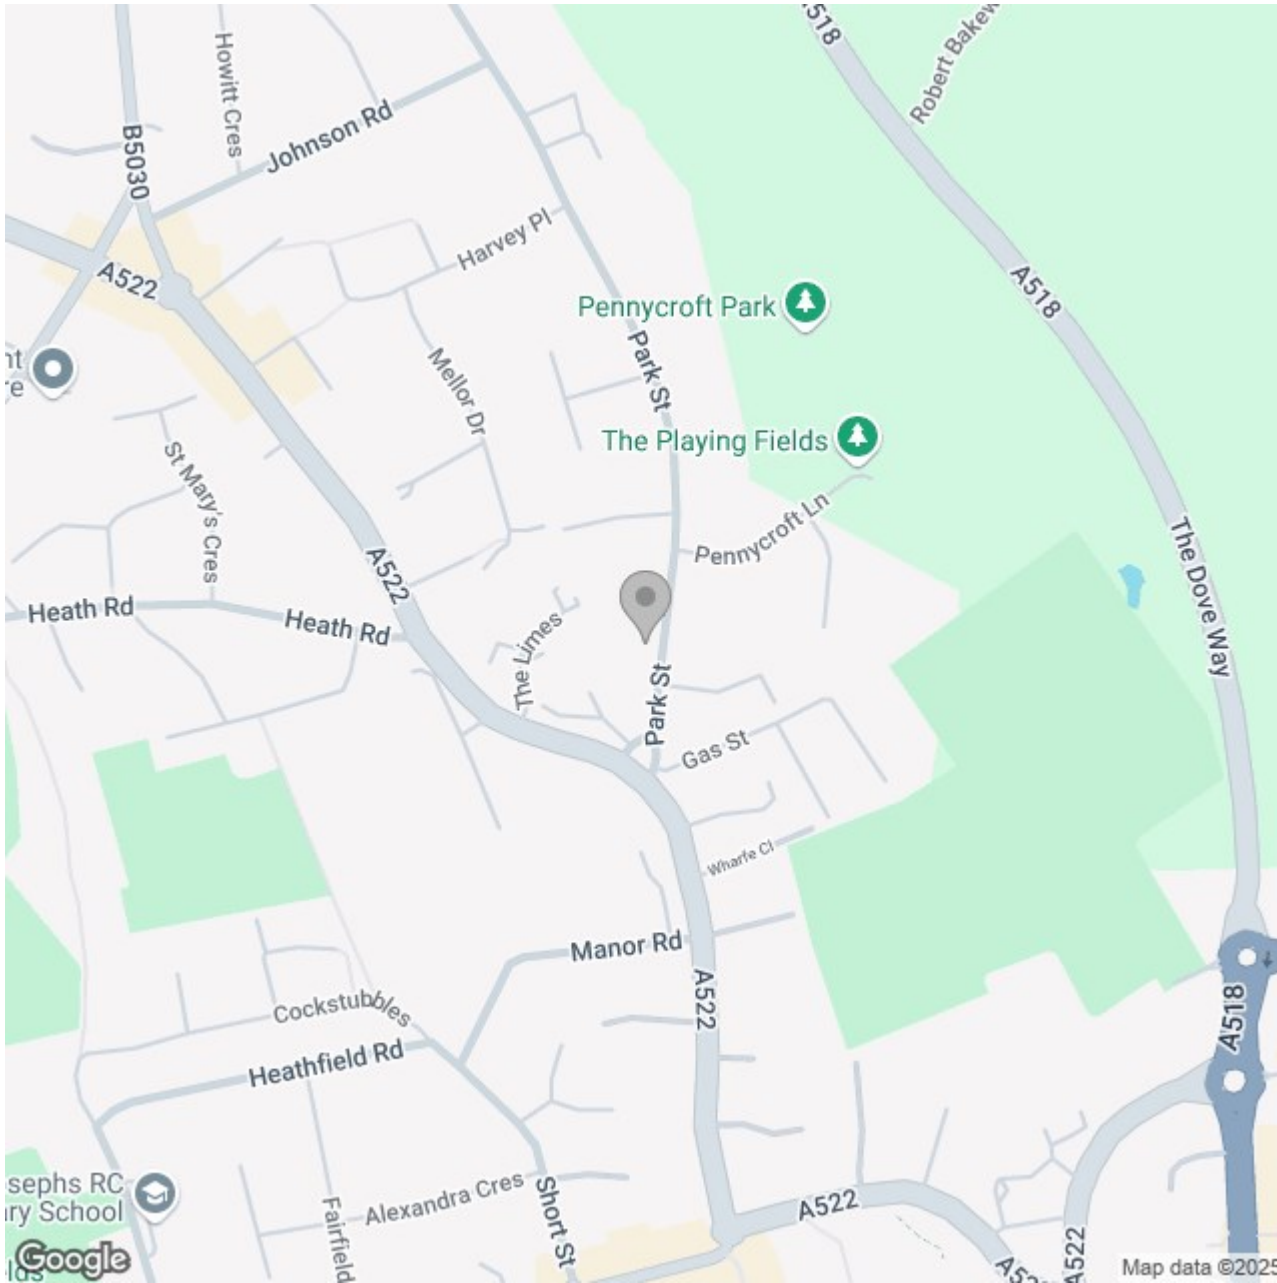 A518
Robert Bakew
Howitt Cres
Johnson Rd
B5030
Harvey Pl
A522
A518
Pennycroft Park
Park St
Mellor Dr
The Playing Fields
St Mary's Cres
Pennycroft Ln
The Dove Way
A522
Heath Rd
Heath Rd
The Limes
Park St
Gas St
Wharfe Cl
Manor Rd
A522
A518
Cockstubbles
Heathfield Rd
sephs RC
ry School
Alexandra Cres
Fairfield
Short St
A522
A522
Google
Map data ©2025